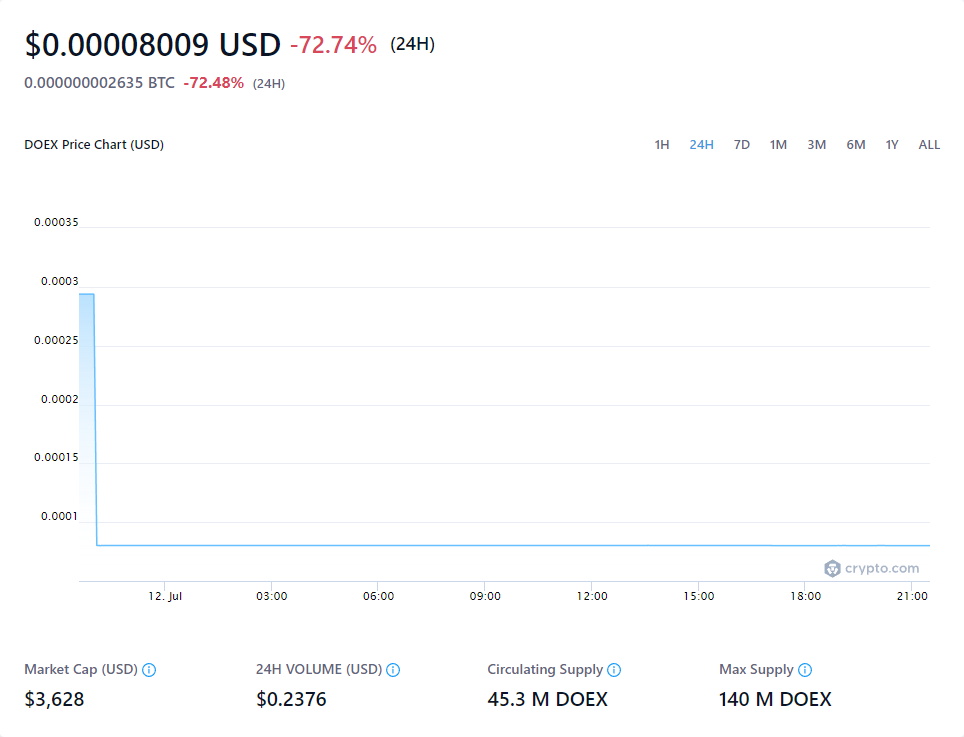 $0.00008009 USD -72.74% (24H)
0.000000002635 BTC -72.48% (24H)
DOEX Price Chart (USD) 1H 24H 7D 1M 3M 6M 1Y ALL
0.00035
0.0003
0.00025
0.0002
0.00015
0.0001
crypto.com
12. Jul 03:00 06:00 09:00 12:00 15:00 18:00 21:00
Market Cap (USD) 24H VOLUME (USD) Circulating Supply Max Supply
$3,628 $0.2376 45.3 M DOEX 140 M DOEX